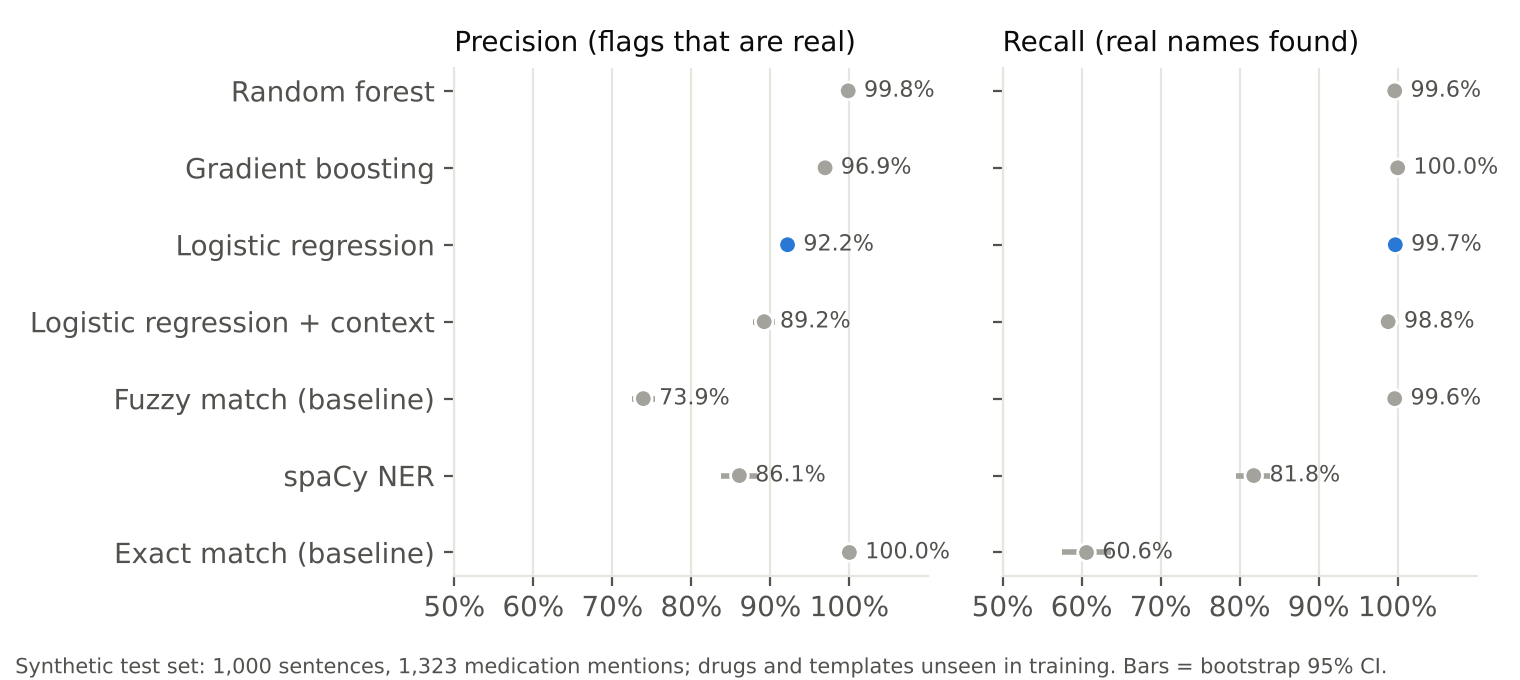 Precision (flags that are real)
Recall (real names found)
Random forest
99.8%
99.6%
Gradient boosting
96.9%
100.0%
Logistic regression
92.2%
99.7%
Logistic regression + context
89.2%
98.8%
Fuzzy match (baseline)
73.9%
99.6%
spaCy NER
86.1%
81.8%
Exact match (baseline)
100.0%
60.6%
50% 60% 70% 80% 90% 100%
50% 60% 70% 80% 90% 100%
Synthetic test set: 1,000 sentences, 1,323 medication mentions; drugs and templates unseen in training. Bars = bootstrap 95% CI.